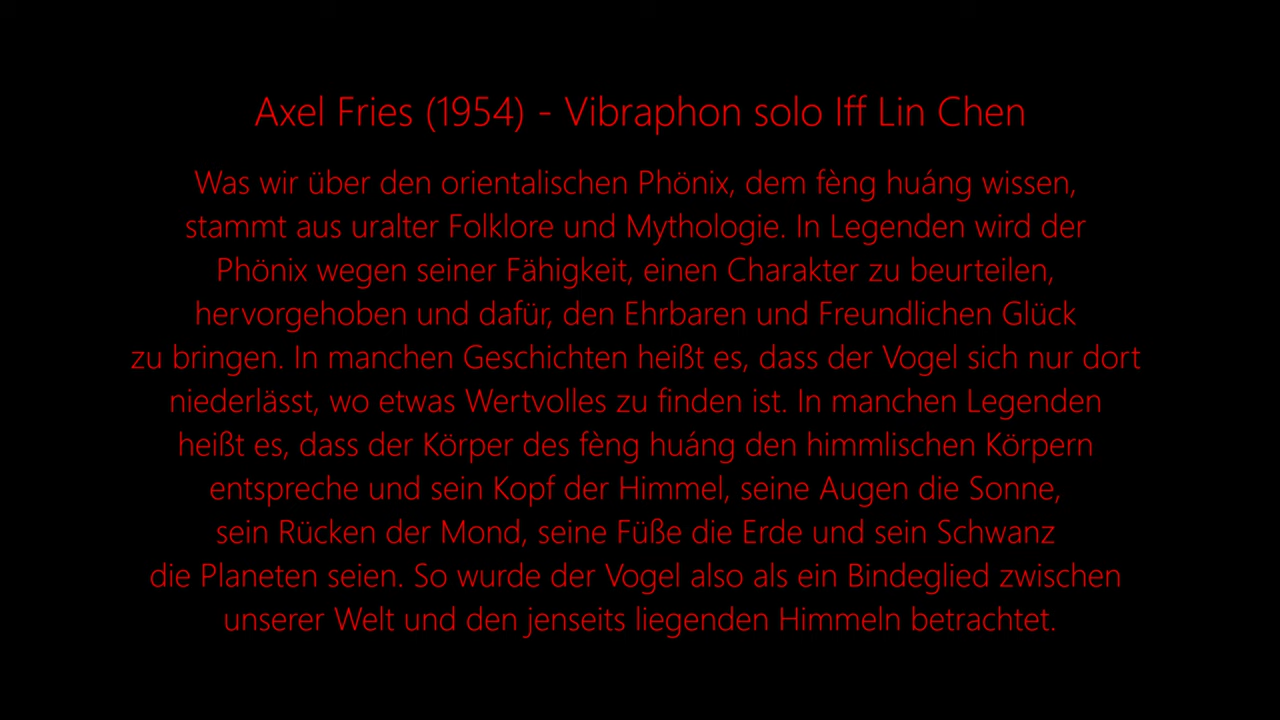 Axel Fries (1954) - Vibraphon solo Iff Lin Chen
Was wir über den orientalischen Phönix, dem fèng huáng wissen,
stammt aus uralter Folklore und Mythologie. In Legenden wird der
Phönix wegen seiner Fähigkeit, einen Charakter zu beurteilen,
hervorgehoben und dafür, den Ehrbaren und Freundlichen Glück
zu bringen. In manchen Geschichten heißt es, dass der Vogel sich nur dort
niederlässt, wo etwas Wertvolles zu finden ist. In manchen Legenden
heißt es, dass der Körper des fèng huáng den himmlischen Körpern
entspreche und sein Kopf der Himmel, seine Augen die Sonne,
sein Rücken der Mond, seine Füße die Erde und sein Schwanz
die Planeten seien. So wurde der Vogel also als ein Bindeglied zwischen
unserer Welt und den jenseits liegenden Himmeln betrachtet.